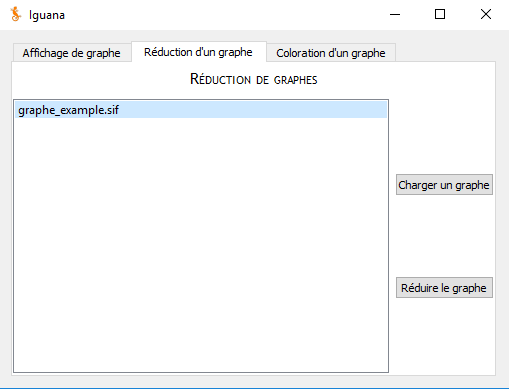 Iguana
Affichage de graphe Réduction d'un graphe Coloration d'un graphe
Réduction de graphes
graphe_example.sif
Charger un graphe
Réduire le graphe